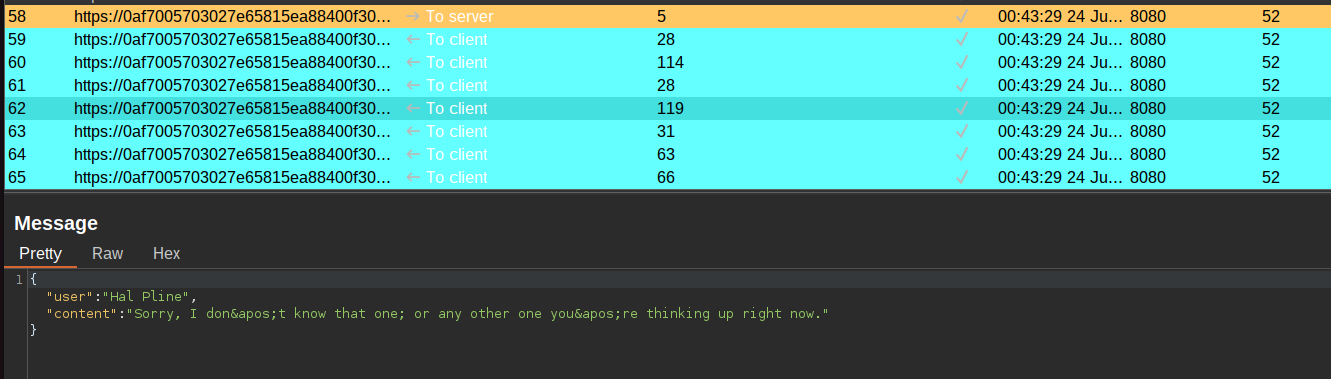 58 https://0af7005703027e65815ea88400f30... → To server 5 ✓ 00:43:29 24 Ju... 8080 52
59 https://0af7005703027e65815ea88400f30... ← To client 28 ✓ 00:43:29 24 Ju... 8080 52
60 https://0af7005703027e65815ea88400f30... ← To client 114 ✓ 00:43:29 24 Ju... 8080 52
61 https://0af7005703027e65815ea88400f30... ← To client 28 ✓ 00:43:29 24 Ju... 8080 52
62 https://0af7005703027e65815ea88400f30... ← To client 119 ✓ 00:43:29 24 Ju... 8080 52
63 https://0af7005703027e65815ea88400f30... ← To client 31 ✓ 00:43:29 24 Ju... 8080 52
64 https://0af7005703027e65815ea88400f30... ← To client 63 ✓ 00:43:29 24 Ju... 8080 52
65 https://0af7005703027e65815ea88400f30... ← To client 66 ✓ 00:43:29 24 Ju... 8080 52
Message
Pretty Raw Hex
1 {
"user":"Hal Pline",
"content":"Sorry, I don&apos;t know that one; or any other one you&apos;re thinking up right now."
}